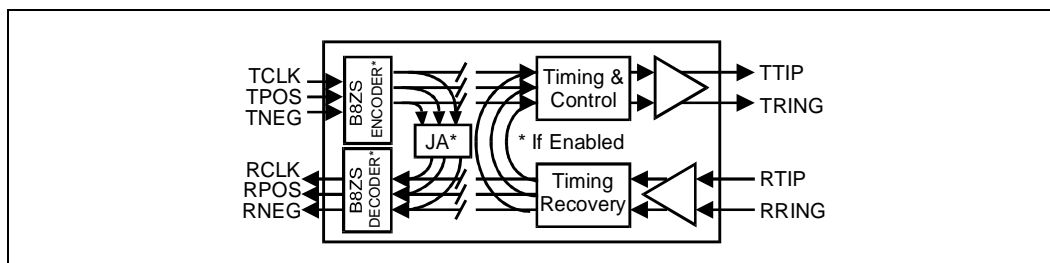 TCLK
TPOS
TNEG
B8ZS
ENCODER*
Timing &
Control
TTIP
TRING
JA*
* If Enabled
RCLK
RPOS
RNEG
B8ZS
DECODER*
Timing
Recovery
RTIP
RRING